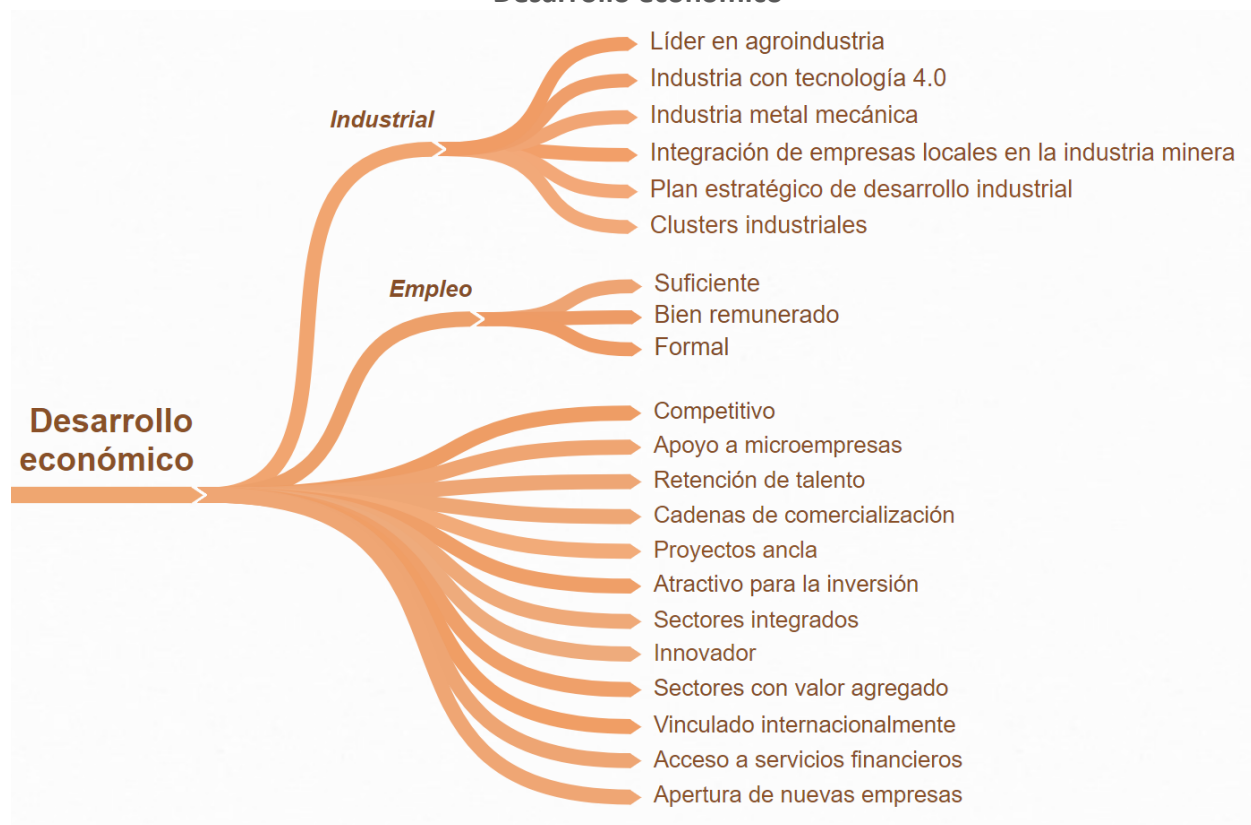 Desarrollo económico
Industrial
Líder en agroindustria
Industria con tecnología 4.0
Industria metal mecánica
Integración de empresas locales en la industria minera
Plan estratégico de desarrollo industrial
Clusters industriales
Empleo
Suficiente
Bien remunerado
Formal
Desarrollo
económico
Competitivo
Apoyo a microempresas
Retención de talento
Cadenas de comercialización
Proyectos ancla
Atractivo para la inversión
Sectores integrados
Innovador
Sectores con valor agregado
Vinculado internacionalmente
Acceso a servicios financieros
Apertura de nuevas empresas